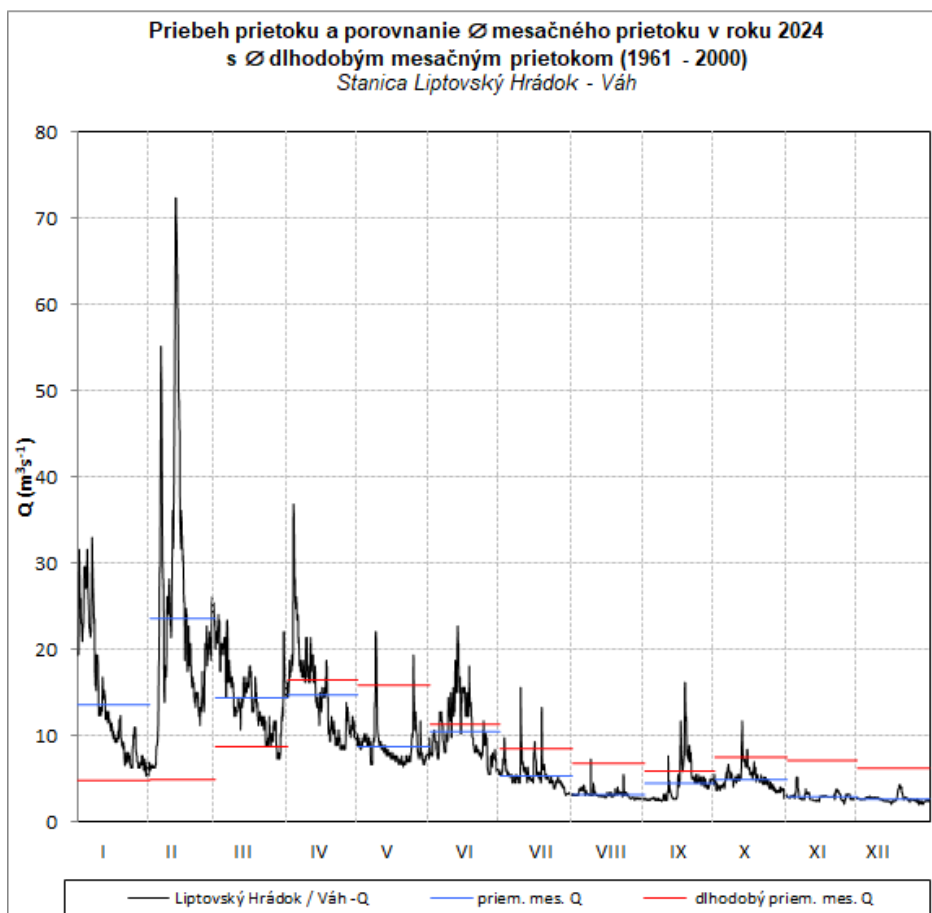 Priebeh prietoku a porovnanie Ø mesačného prietoku v roku 2024
s Ø dlhodobým mesačným prietokom (1961 - 2000)
Stanica Liptovský Hrádok - Váh
80
70
60
50
40
30
20
10
0
Q (m³s⁻¹)
I II III IV V VI VII VIII IX X XI XII
Liptovský Hrádok / Váh -Q priem. mes. Q dlhodobý priem. mes. Q